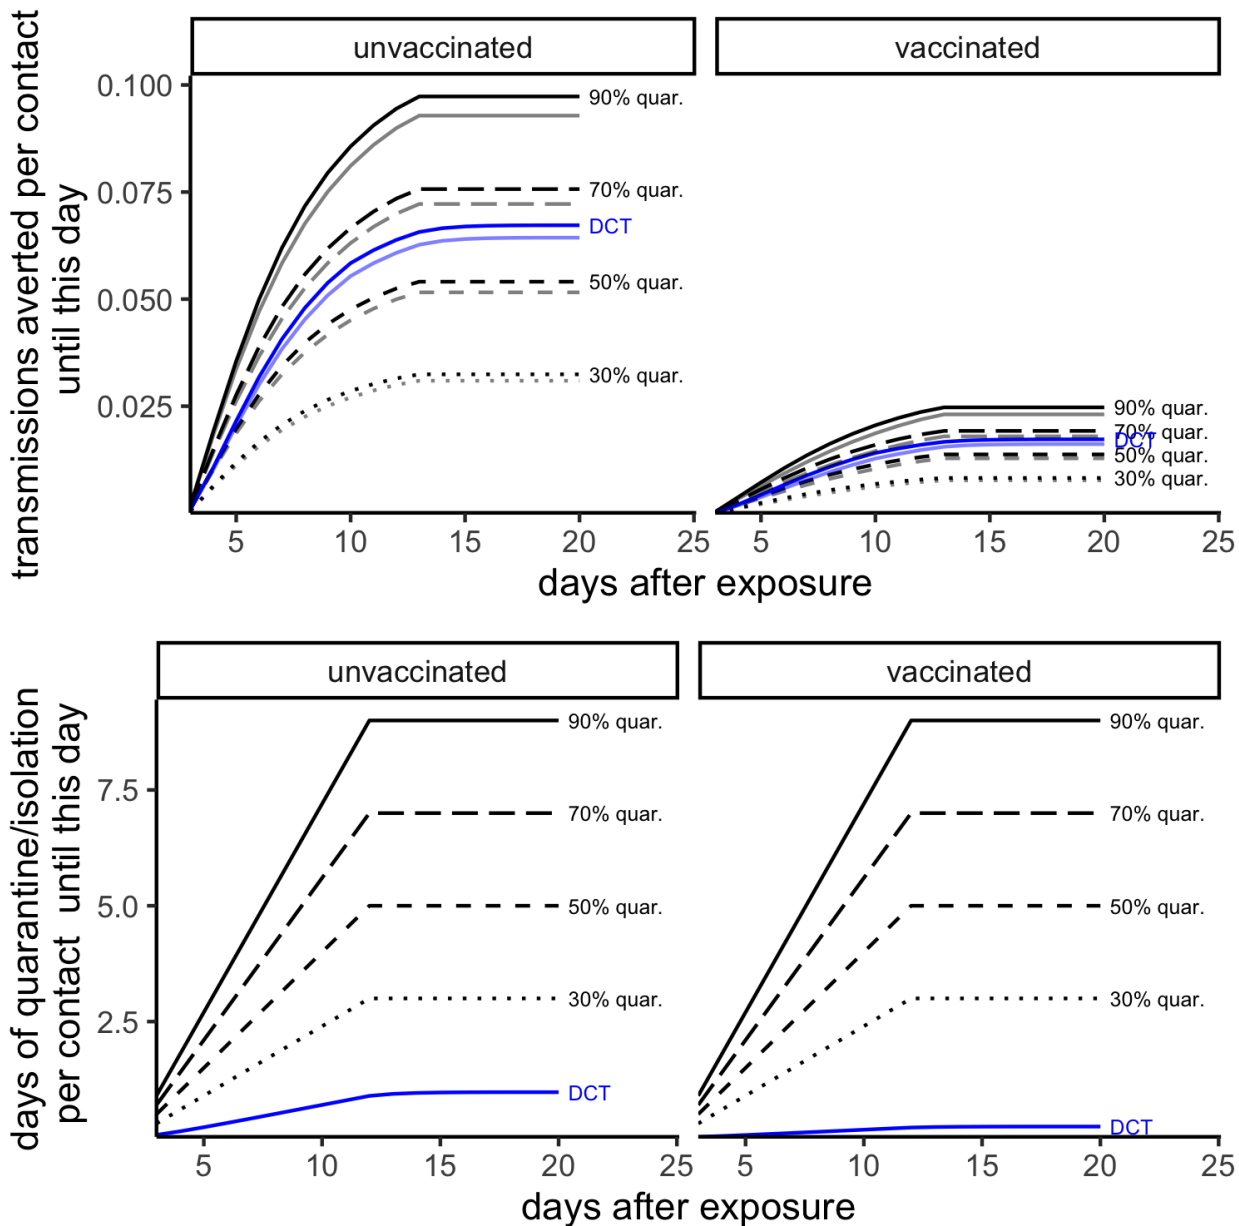 transmissions averted per contact
until this day
unvaccinated
vaccinated
0.100
0.075
0.050
0.025
90% quar.
70% quar.
DCT
50% quar.
30% quar.
90% quar.
70% quar.
DCT
50% quar.
30% quar.
5 10 15 20 25
5 10 15 20 25
days after exposure
days of quarantine/isolation
per contact until this day
unvaccinated
vaccinated
7.5
5.0
2.5
90% quar.
70% quar.
50% quar.
30% quar.
DCT
90% quar.
70% quar.
50% quar.
30% quar.
DCT
5 10 15 20 25
5 10 15 20 25
days after exposure